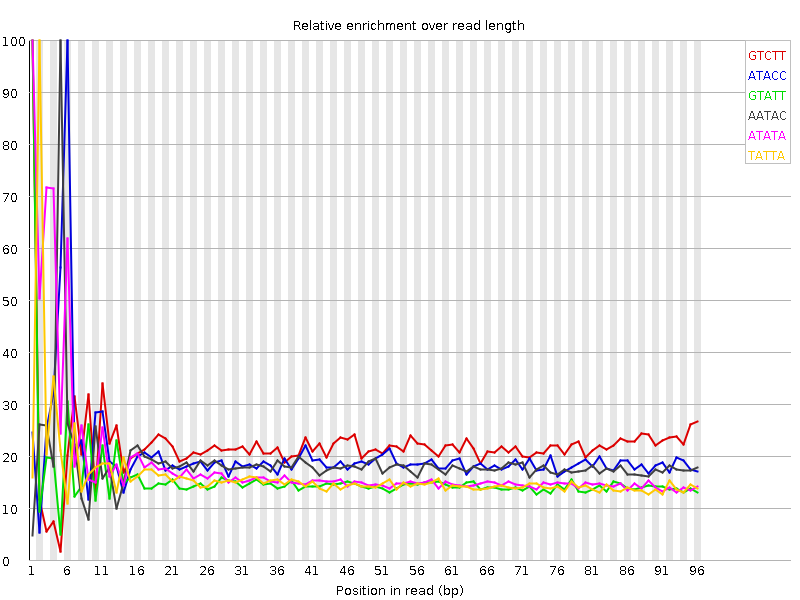 Relative enrichment over read length
100
90
80
70
60
50
40
30
20
10
0
GTCTT
ATACC
GTATT
AATAC
ATATA
TATTA
1 6 11 16 21 26 31 36 41 46 51 56 61 66 71 76 81 86 91 96
Position in read (bp)